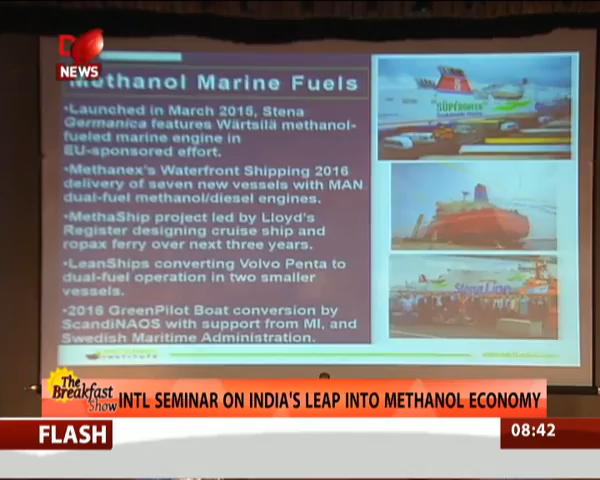 D
NEWS
Methanol Marine Fuels
•Launched in March 2015, Stena
Germanica features Wärtsilä methanol-
fueled marine engine in
EU-sponsored effort.
•Methanex's Waterfront Shipping 2016
delivery of seven new vessels with MAN
dual-fuel methanol/diesel engines.
•MethaShip project led by Lloyd's
Register designing cruise ship and
ropax ferry over next three years.
•LeanShips converting Volvo Penta to
dual-fuel operation in two smaller
vessels.
•2016 GreenPilot Boat conversion by
ScandiNAOS with support from MI, and
Swedish Maritime Administration.
SUPERFERRY
Stena Line
The
Breakfast
Show
INTL SEMINAR ON INDIA'S LEAP INTO METHANOL ECONOMY
FLASH
08:42